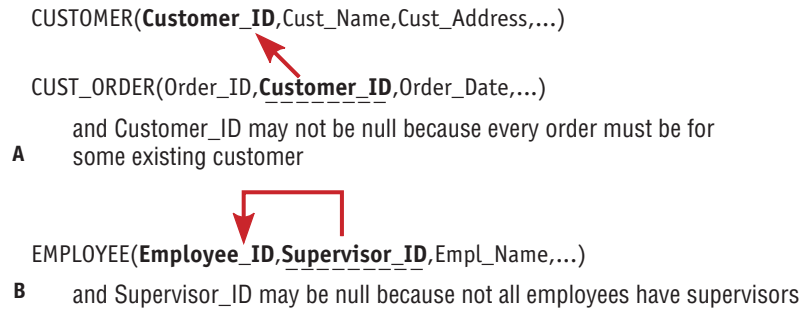 CUSTOMER(Customer_ID,Cust_Name,Cust_Address,...)
CUST_ORDER(Order_ID,Customer_ID,Order_Date,...)
and Customer_ID may not be null because every order must be for
A some existing customer
EMPLOYEE(Employee_ID,Supervisor_ID,Empl_Name,...)
B and Supervisor_ID may be null because not all employees have supervisors